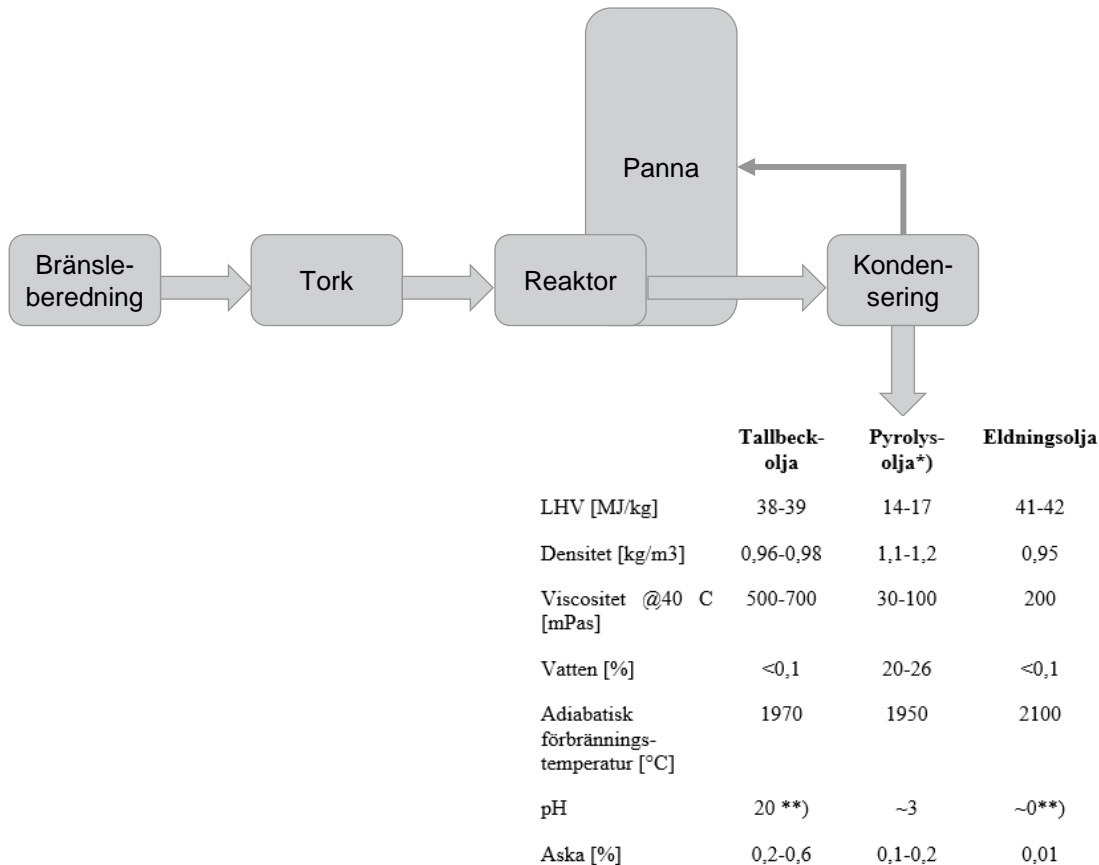 Panna
Bränsle-
beredning
Tork
Reaktor
Konden-
sering
Tallbeck-
olja
Pyrolys-
olja*)
Eldningsolja
LHV [MJ/kg] 38-39 14-17 41-42
Densitet [kg/m3] 0,96-0,98 1,1-1,2 0,95
Viscositet @40 C 500-700 30-100 200
[mPas]
Vatten [%] <0,1 20-26 <0,1
Adiabatisk 1970 1950 2100
förbrännings-
temperatur [°C]
pH 20 **) ~3 ~0**)
Aska [%] 0,2-0,6 0,1-0,2 0,01